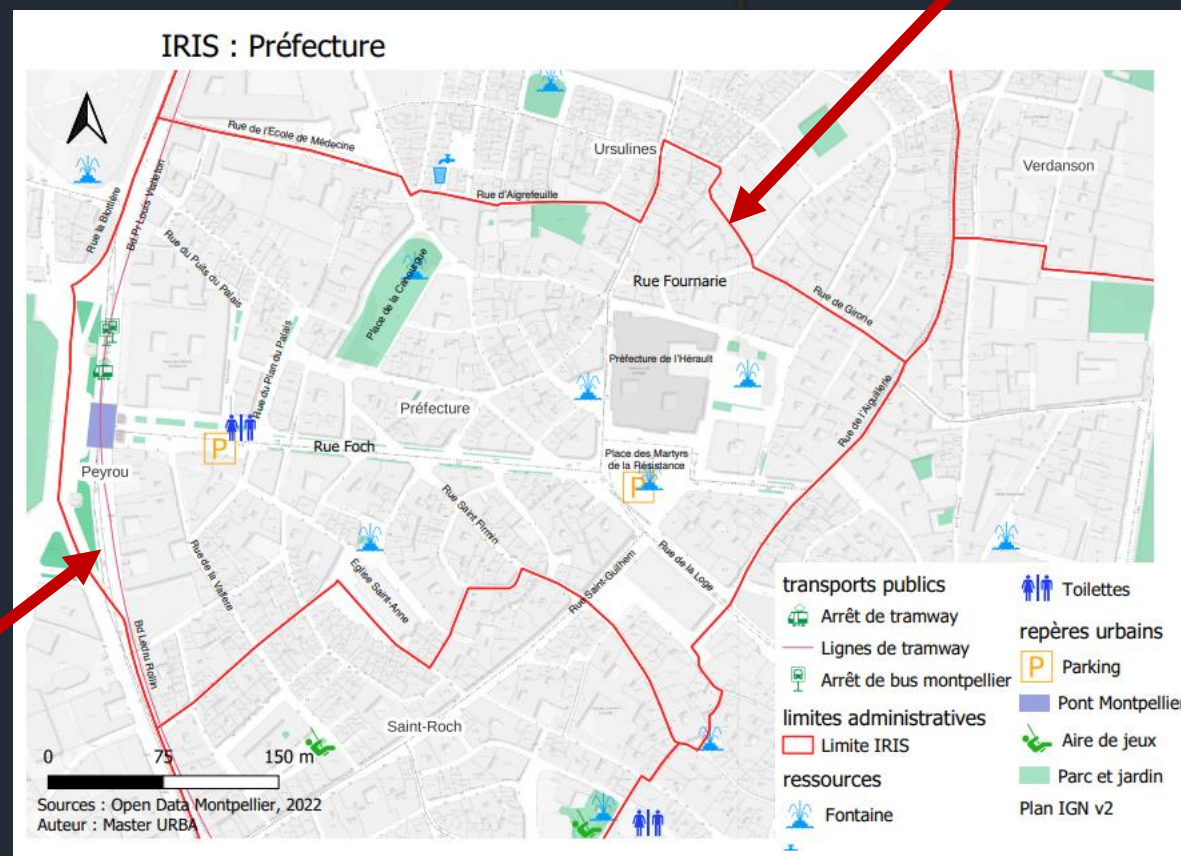 IRIS : Préfecture
Rue de l'Ecole de Médecine
Ursulines
Verdanson
Rue d'Aigrefeuille
Rue la Blottière
Bd Pr Louis Vialleton
Rue du Puits du Palais
Place de la Canourgue
Rue Fournarie
Rue de Girone
Rue du Plan du Palais
Préfecture de l'Hérault
Préfecture
Rue de l'Aiguillerie
Rue Foch
P
Place des Martyrs
de la Résistance
P
Peyrou
Rue Saint Firmin
Rue de la Valfere
Eglise Saint-Anne
Rue Saint-Guilhem
Rue de la Loge
Bd Ledru Rollin
Saint-Roch
0 75 150 m
Sources : Open Data Montpellier, 2022
Auteur : Master URBA
transports publics
Arrêt de tramway
Lignes de tramway
Arrêt de bus montpellier
limites administratives
Limite IRIS
ressources
Fontaine
Toilettes
repères urbains
P Parking
Pont Montpellier
Aire de jeux
Parc et jardin
Plan IGN v2